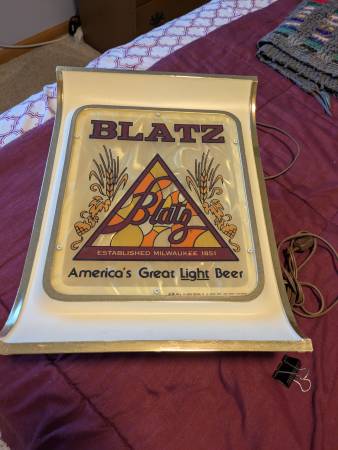 BLATZ
Blatz
ESTABLISHED MILWAUKEE 1851
America's Great Light Beer